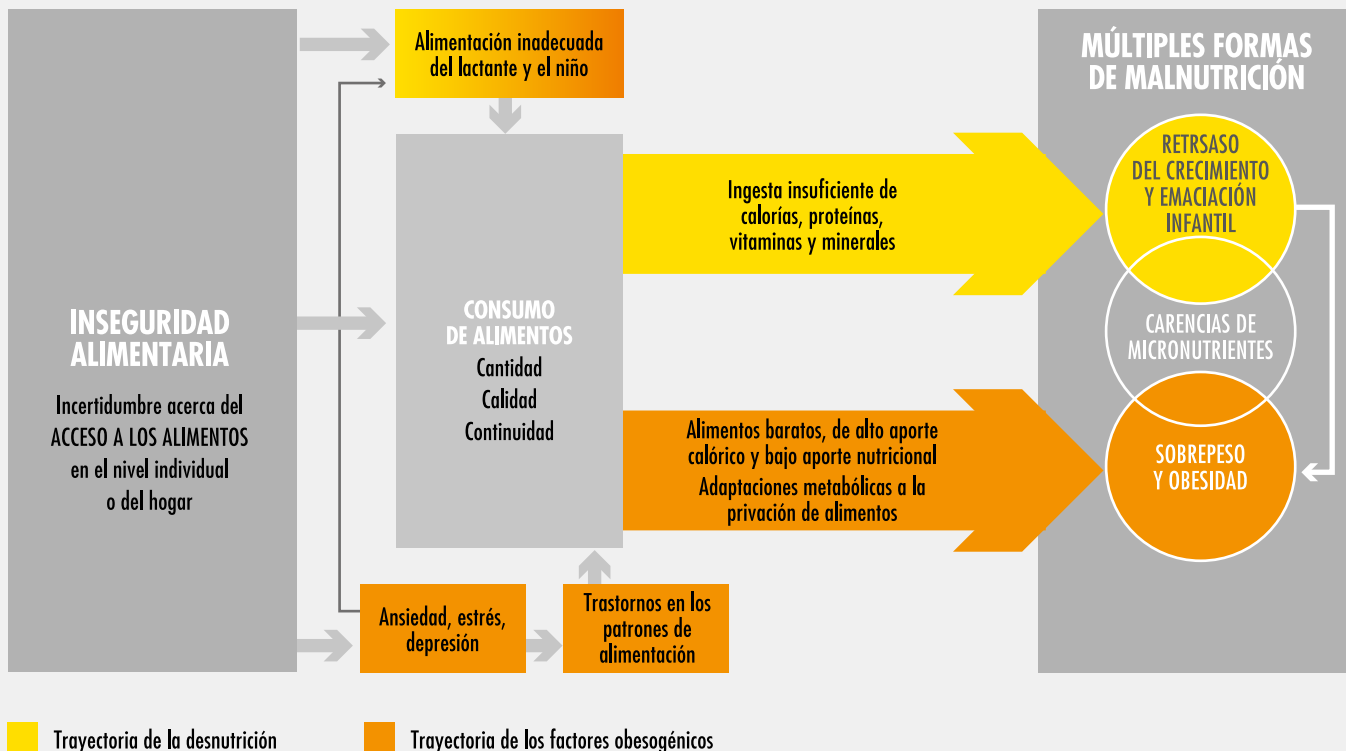 INSEGURIDAD
ALIMENTARIA
Incertidumbre acerca del
ACCESO A LOS ALIMENTOS
en el nivel individual
o del hogar
Alimentación inadecuada
del lactante y el niño
CONSUMO
DE ALIMENTOS
Cantidad
Calidad
Continuidad
Ansiedad, estrés,
depresión
Trastornos en los
patrones de
alimentación
Ingesta insuficiente de
calorías, proteínas,
vitaminas y minerales
Alimentos baratos, de alto aporte
calórico y bajo aporte nutricional
Adaptaciones metabólicas a la
privación de alimentos
MÚLTIPLES FORMAS
DE MALNUTRICIÓN
RETRSASO
DEL CRECIMIENTO
Y EMACIACIÓN
INFANTIL
CARENCIAS DE
MICRONUTRIENTES
SOBREPESO
Y OBESIDAD
Trayectoria de la desnutrición
Trayectoria de los factores obesogénicos